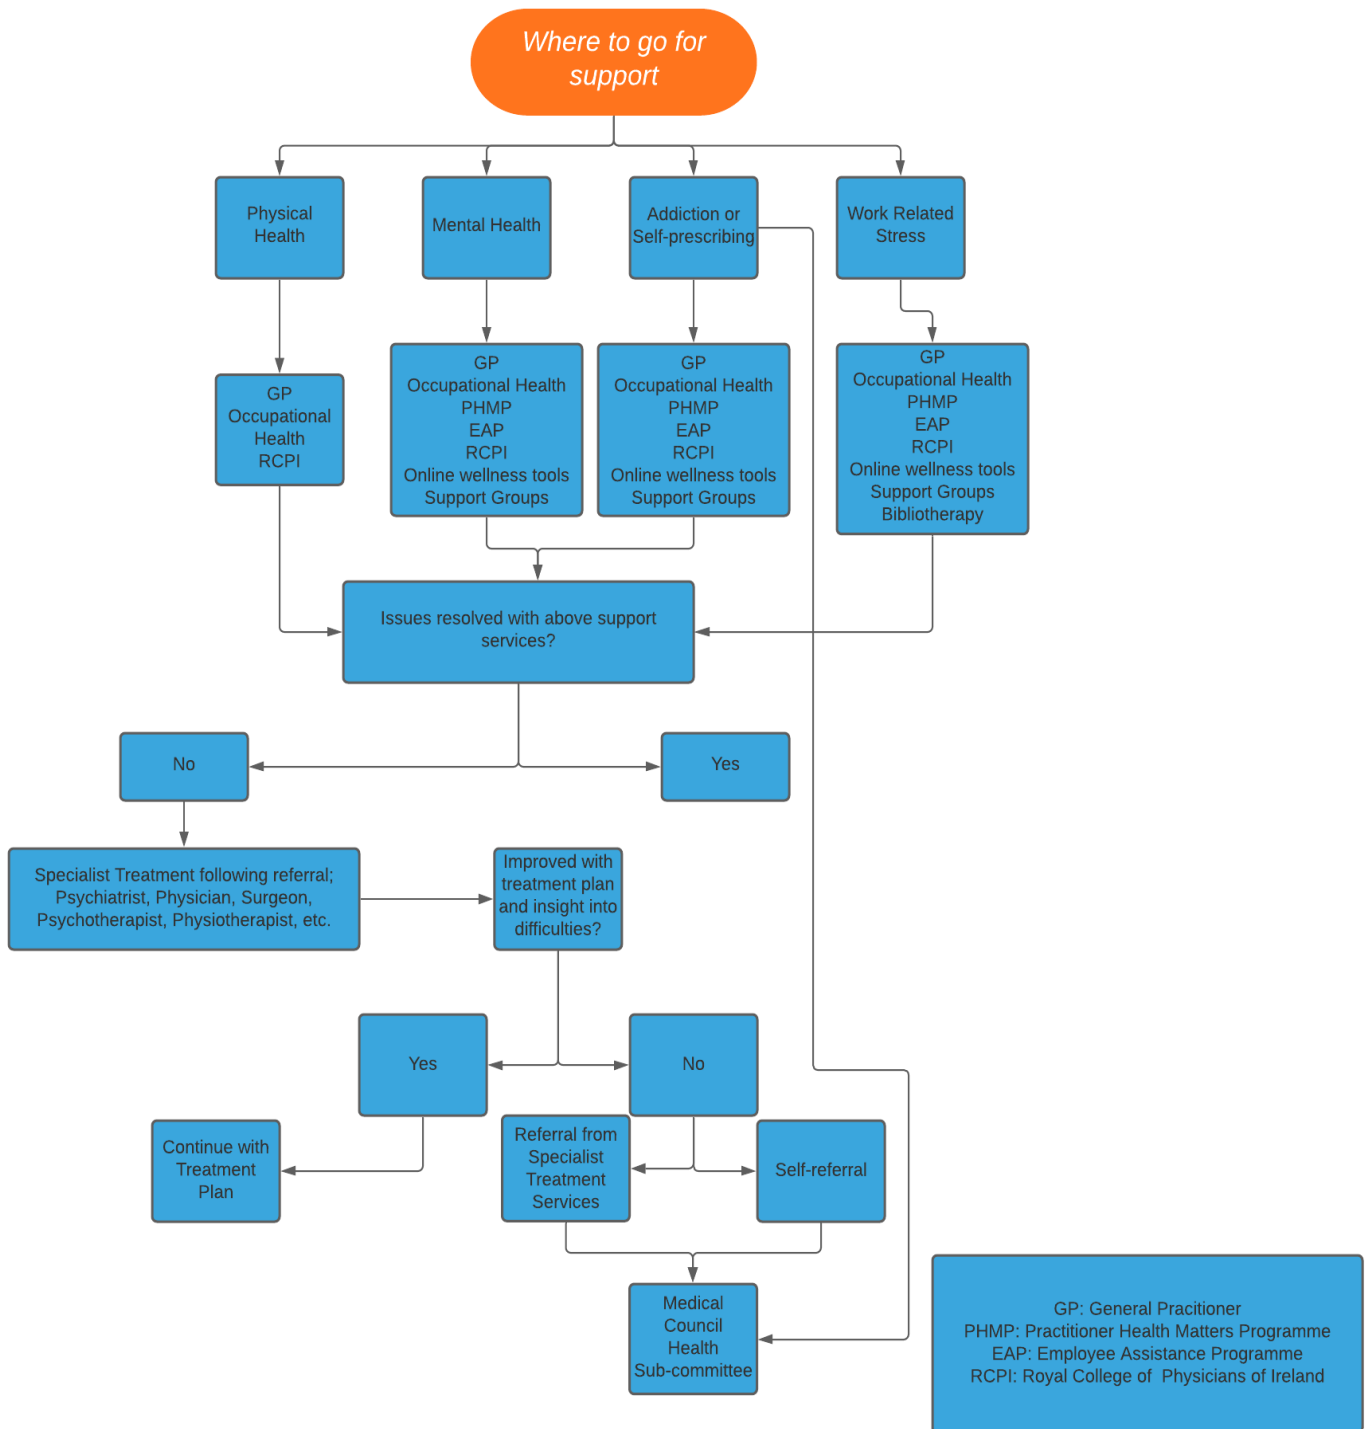 Where to go for
support
Physical
Health
Mental Health
Addiction or
Self-prescribing
Work Related
Stress
GP
Occupational
Health
RCPI
GP
Occupational Health
PHMP
EAP
RCPI
Online wellness tools
Support Groups
GP
Occupational Health
PHMP
EAP
RCPI
Online wellness tools
Support Groups
GP
Occupational Health
PHMP
EAP
RCPI
Online wellness tools
Support Groups
Bibliotherapy
Issues resolved with above support
services?
No
Yes
Specialist Treatment following referral;
Psychiatrist, Physician, Surgeon,
Psychotherapist, Physiotherapist, etc.
Improved with
treatment plan
and insight into
difficulties?
Yes
No
Continue with
Treatment
Plan
Referral from
Specialist
Treatment
Services
Self-referral
Medical
Council
Health
Sub-committee
GP: General Pracitioner
PHMP: Practitioner Health Matters Programme
EAP: Employee Assistance Programme
RCPI: Royal College of  Physicians of Ireland